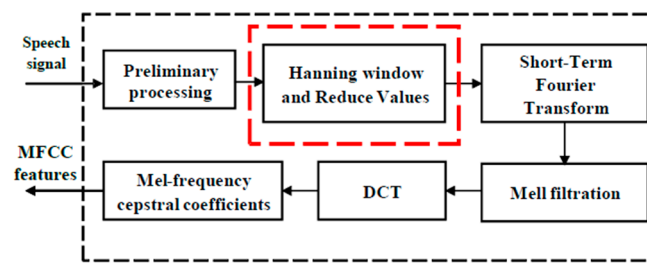 Speech
signal
Preliminary
processing
Hanning window
and Reduce Values
Short-Term
Fourier
Transform
MFCC
features
Mel-frequency
cepstral coefficients
DCT
Mell filtration